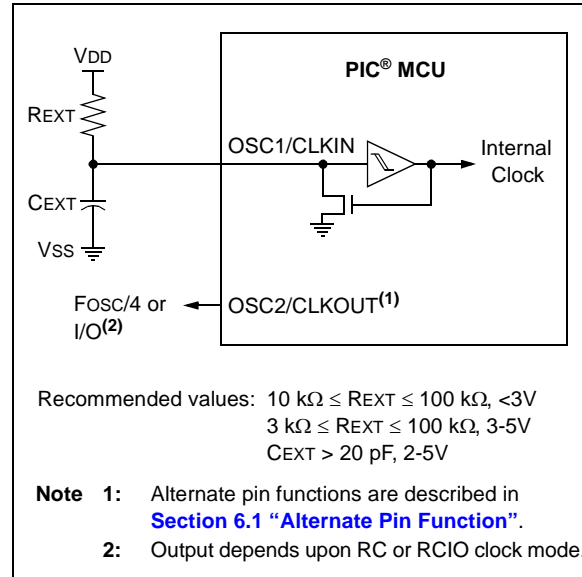 VDD
PIC® MCU
REXT
OSC1/CLKIN
Internal
Clock
CEXT
VSS
FOSC/4 or
I/O(2)
OSC2/CLKOUT(1)
Recommended values: 10 kΩ ≤ REXT ≤ 100 kΩ, <3V
3 kΩ ≤ REXT ≤ 100 kΩ, 3-5V
CEXT > 20 pF, 2-5V
Note 1: Alternate pin functions are described in
Section 6.1 “Alternate Pin Function”.
2: Output depends upon RC or RCIO clock mode.